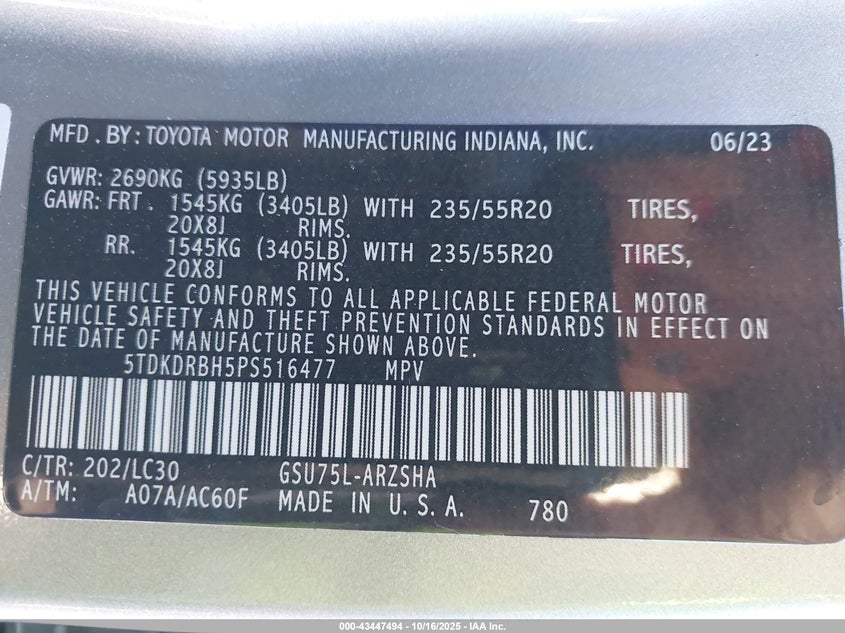 MFD. BY: TOYOTA MOTOR MANUFACTURING INDIANA, INC. 06/23
GVWR: 2690KG (5935LB)
GAWR: FRT. 1545KG (3405LB) WITH 235/55R20 TIRES,
20X8J RIMS.
RR. 1545KG (3405LB) WITH 235/55R20 TIRES,
20X8J RIMS.
THIS VEHICLE CONFORMS TO ALL APPLICABLE FEDERAL MOTOR
VEHICLE SAFETY AND THEFT PREVENTION STANDARDS IN EFFECT ON
THE DATE OF MANUFACTURE SHOWN ABOVE.
5TDKDRBH5PS516477 MPV
C/TR: 202/LC30 GSU75L-ARZSHA
A/TM: A07A/AC60F MADE IN U.S.A. 780
000-43447494 - 10/16/2025 - IAA Inc.